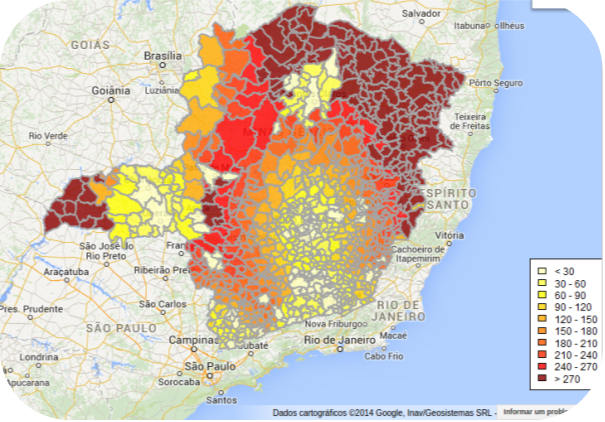 Salvador
GOIÁS
Itabuna
Ilhéus
Brasília
Goiânia
Luziânia
Pôrto Seguro
Rio Verde
Teixeira
de Freitas
ESPÍRITO
SANTO
Vitória
São José do
Rio Preto
Fran
Cachoeiro de
Itapemirim
Araçatuba
Ribeirão Pre
Pres. Prudente
São Carlos
RIO DE
JANEIRO
SÃO PAULO
Nova Friburgo
Macaé
Campinas
Taubaté
Rio de Janeiro
Cabo Frio
Londrina
São Paulo
Apucarana
Sorocaba
Santos
< 30
30 - 60
60 - 90
90 - 120
120 - 150
150 - 180
180 - 210
210 - 240
240 - 270
> 270
Dados cartográficos ©2014 Google, Inav/Geosistemas SRL -
Informar um probl